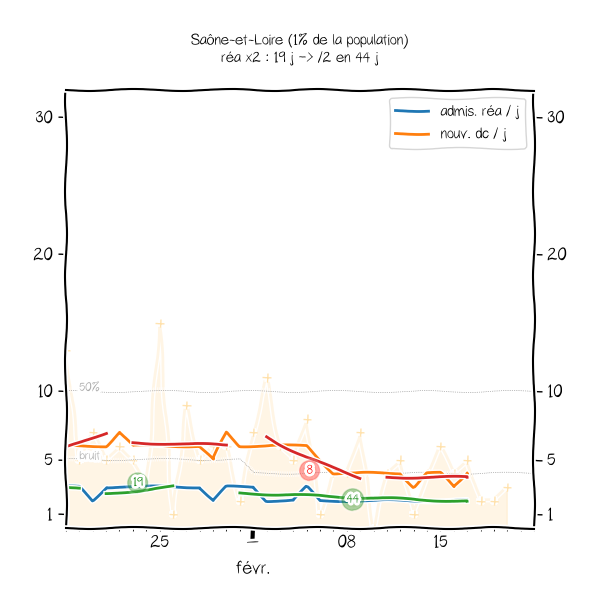 Saône-et-Loire (1% de la population)
réa x2 : 19 j -> /2 en 44 j
admis. réa / j
nouv. dc / j
30 30
20 20
50%
10 10
bruit
5 5
8
19
44
1 1
25 1 08 15
févr.